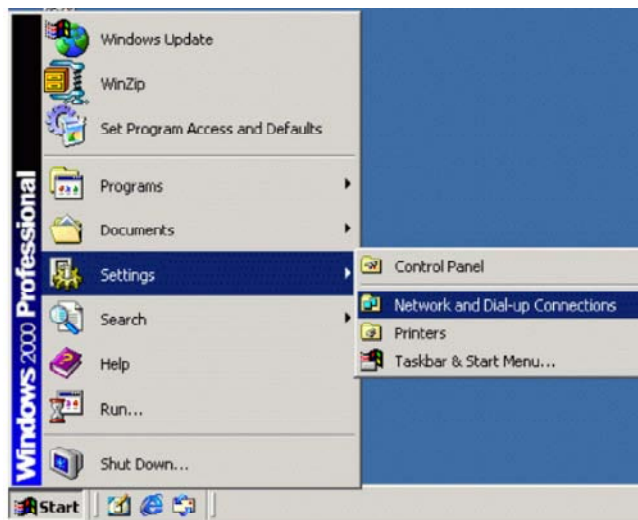 Windows Update
WinZip
Set Program Access and Defaults
Programs
Documents
Settings
Search
Help
Run...
Shut Down...
Control Panel
Network and Dial-up Connections
Printers
Taskbar & Start Menu...
Windows 2000 Professional
Start